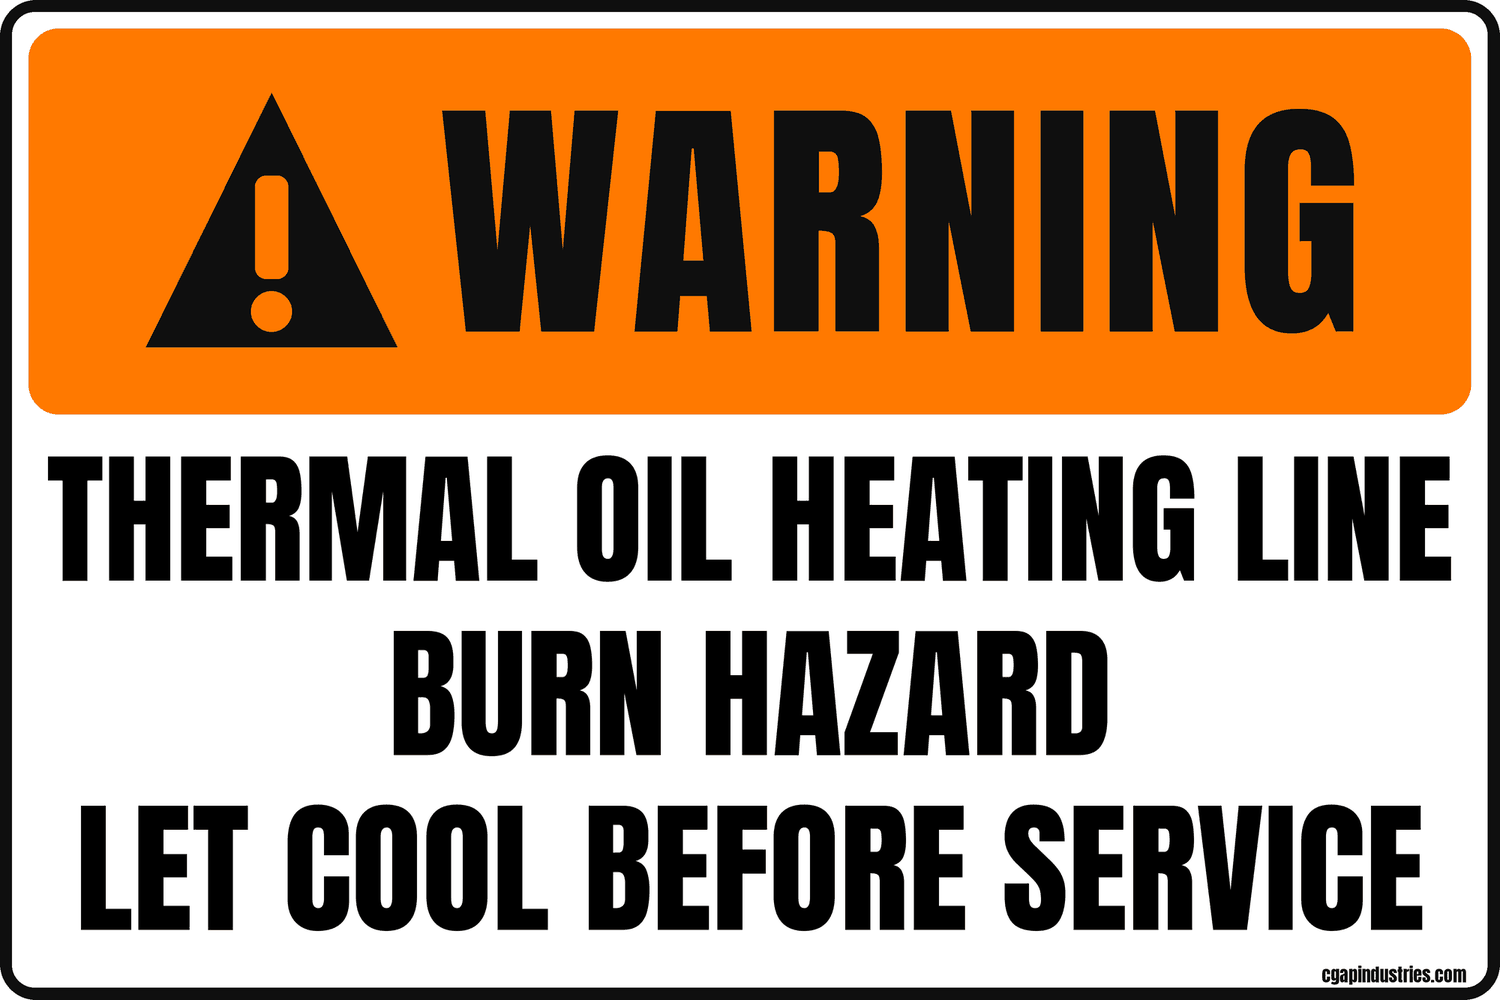 WARNING
THERMAL OIL HEATING LINE
BURN HAZARD
LET COOL BEFORE SERVICE
cgapindustries.com